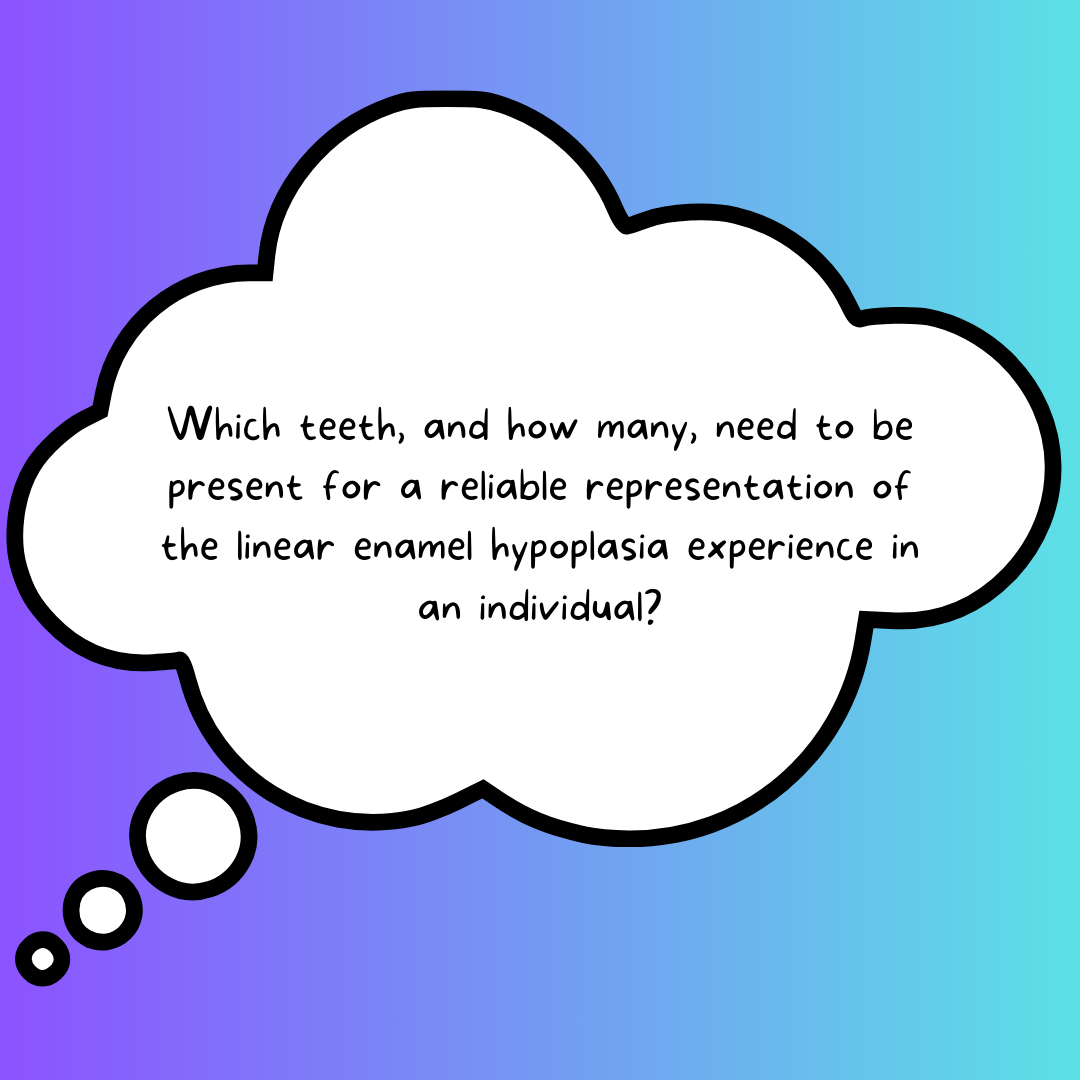 Which teeth, and how many, need to be
present for a reliable representation of
the linear enamel hypoplasia experience in
an individual?